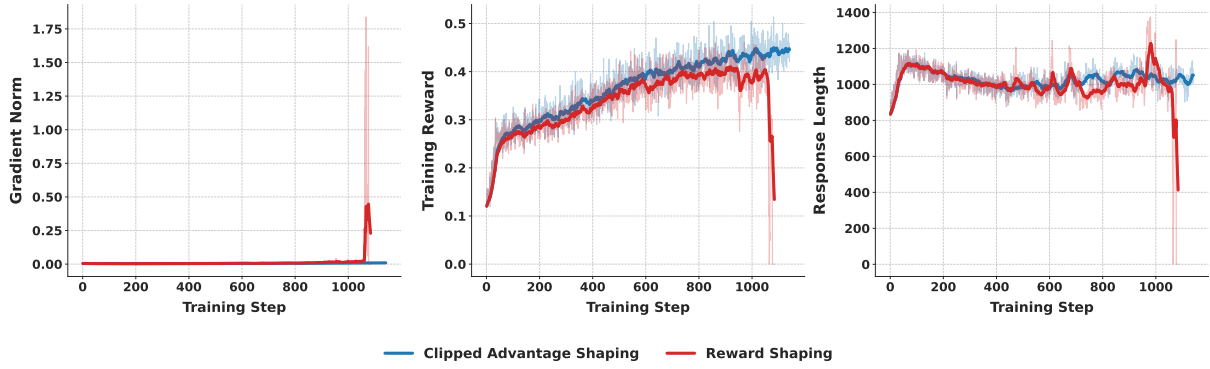 Gradient Norm
1.75
1.50
1.25
1.00
0.75
0.50
0.25
0.00
0 200 400 600 800 1000
Training Step
Training Reward
0.5
0.4
0.3
0.2
0.1
0.0
0 200 400 600 800 1000
Training Step
Response Length
1400
1200
1000
800
600
400
200
0
0 200 400 600 800 1000
Training Step
Clipped Advantage Shaping
Reward Shaping